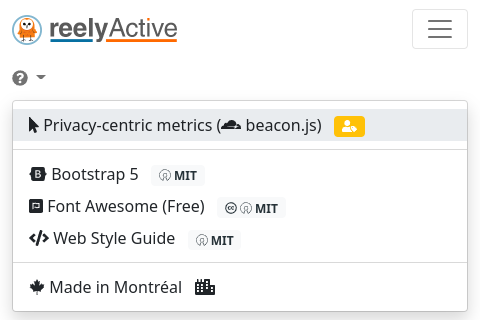 reelyActive
Privacy-centric metrics ( beacon.js)
Bootstrap 5 MIT
Font Awesome (Free) MIT
Web Style Guide MIT
Made in Montréal